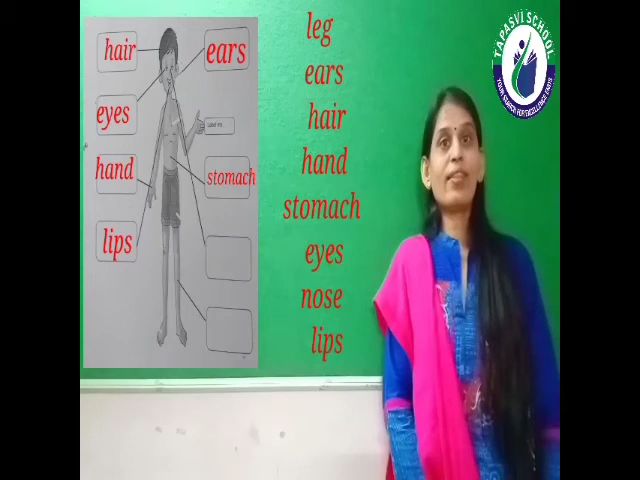 hair
ears
eyes
hand
stomach
lips
leg
ears
hair
hand
stomach
eyes
nose
lips
TAPASVI SCHOOL